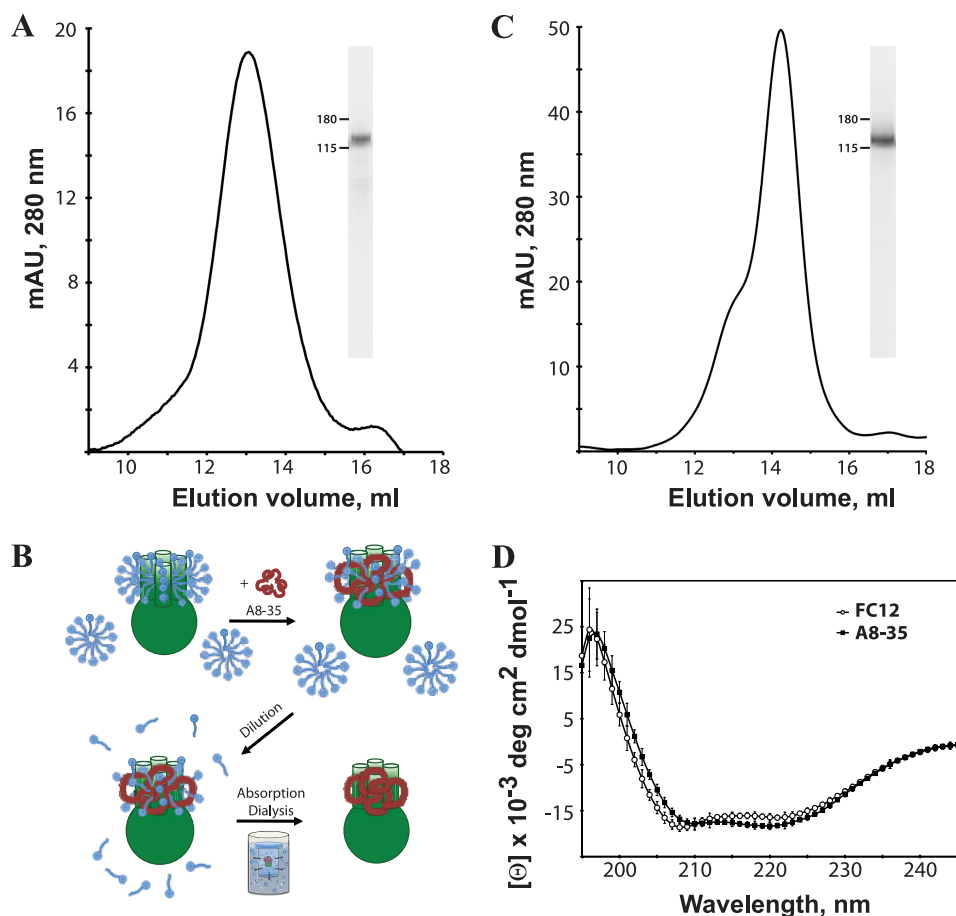 A
20
16
12
8
4
mAU, 280 nm
180
115
10 12 14 16 18
Elution volume, ml
C
50
40
30
20
10
mAU, 280 nm
180
115
10 12 14 16 18
Elution volume, ml
B
+
A8-35
Dilution
Absorption
Dialysis
D
FC12
A8-35
25
15
5
-5
-15
[Θ] x 10⁻³ deg cm2 dmol⁻¹
200 210 220 230 240
Wavelength, nm